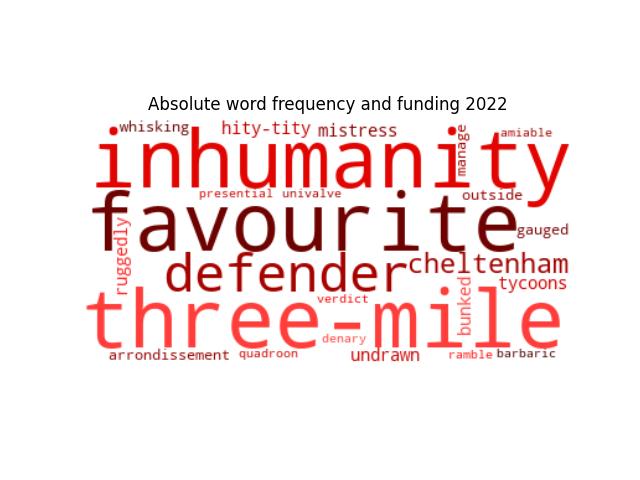 Absolute word frequency and funding 2022
whisking hity-tity mistress manage amiable
inhumanity
presential univalve outside
favourite gauged
ruggedly defender cheltenham
tycoons
verdict bunked
three-mile
denary
arrondissement quadroon undrawn ramble barbaric